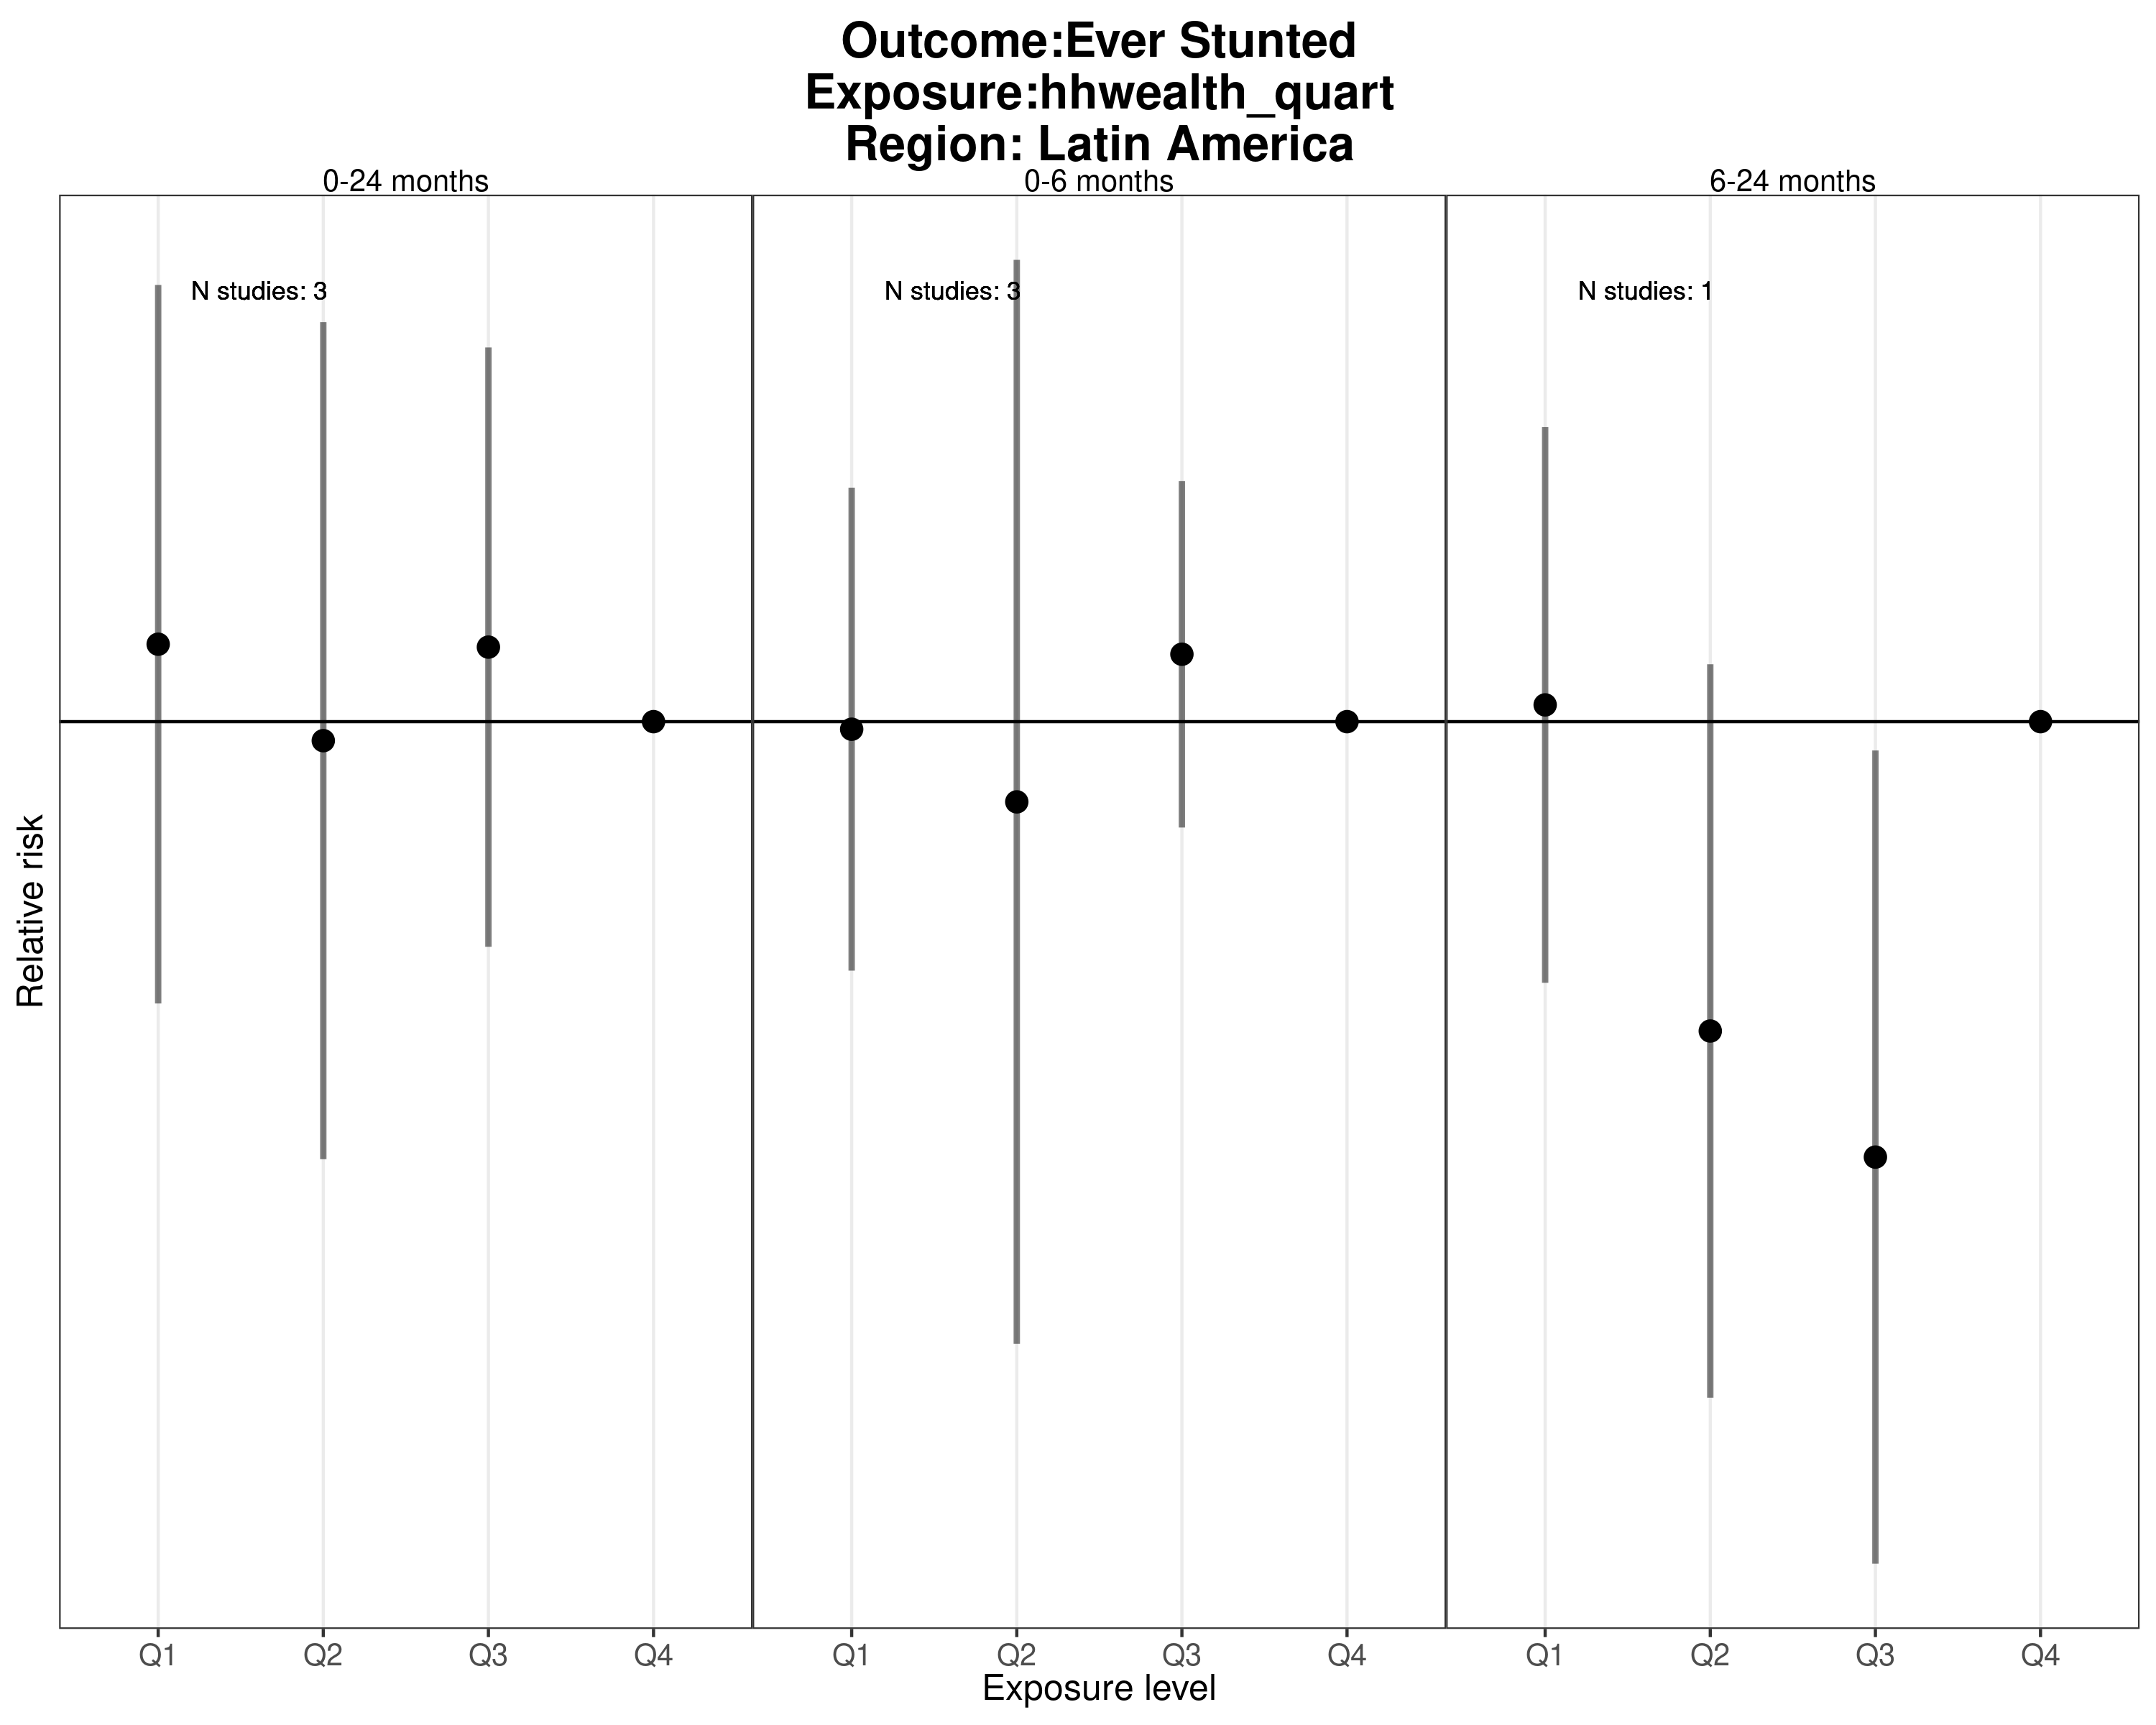 Outcome:Ever Stunted
Exposure:hhwealth_quart
Region: Latin America
0-24 months
0-6 months
6-24 months
N studies: 3
N studies: 3
N studies: 1
Relative risk
Q1 Q2 Q3 Q4 Q1 Q2 Q3 Q4 Q1 Q2 Q3 Q4
Exposure level